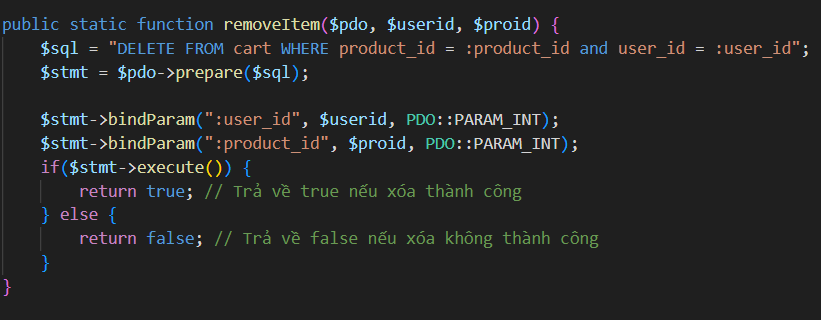 public static function removeItem($pdo, $userid, $proid) {
$sql = "DELETE FROM cart WHERE product_id = :product_id and user_id = :user_id";
$stmt = $pdo->prepare($sql);
$stmt->bindParam(":user_id", $userid, PDO::PARAM_INT);
$stmt->bindParam(":product_id", $proid, PDO::PARAM_INT);
if($stmt->execute()) {
return true; // Trả về true nếu xóa thành công
} else {
return false; // Trả về false nếu xóa không thành công
}
}